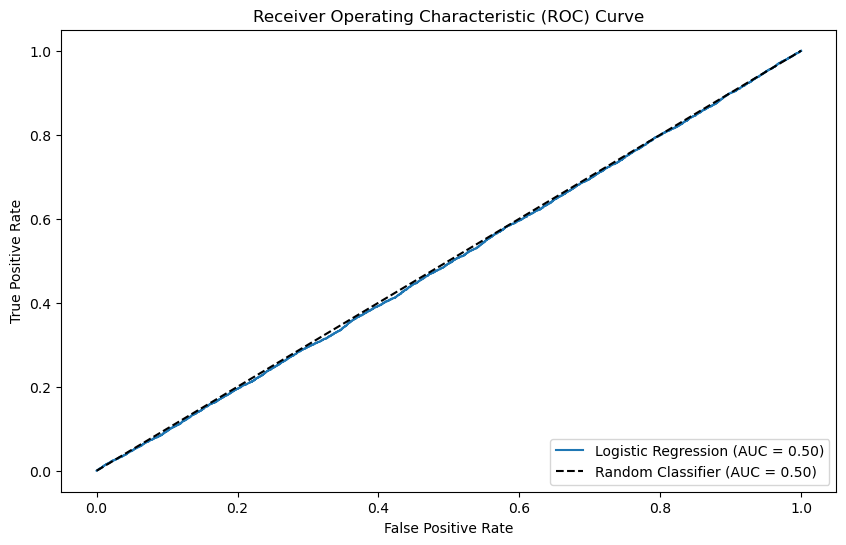 Receiver Operating Characteristic (ROC) Curve
1.0
0.8
0.6
0.4
0.2
0.0
True Positive Rate
0.0 0.2 0.4 0.6 0.8 1.0
False Positive Rate
Logistic Regression (AUC = 0.50)
Random Classifier (AUC = 0.50)